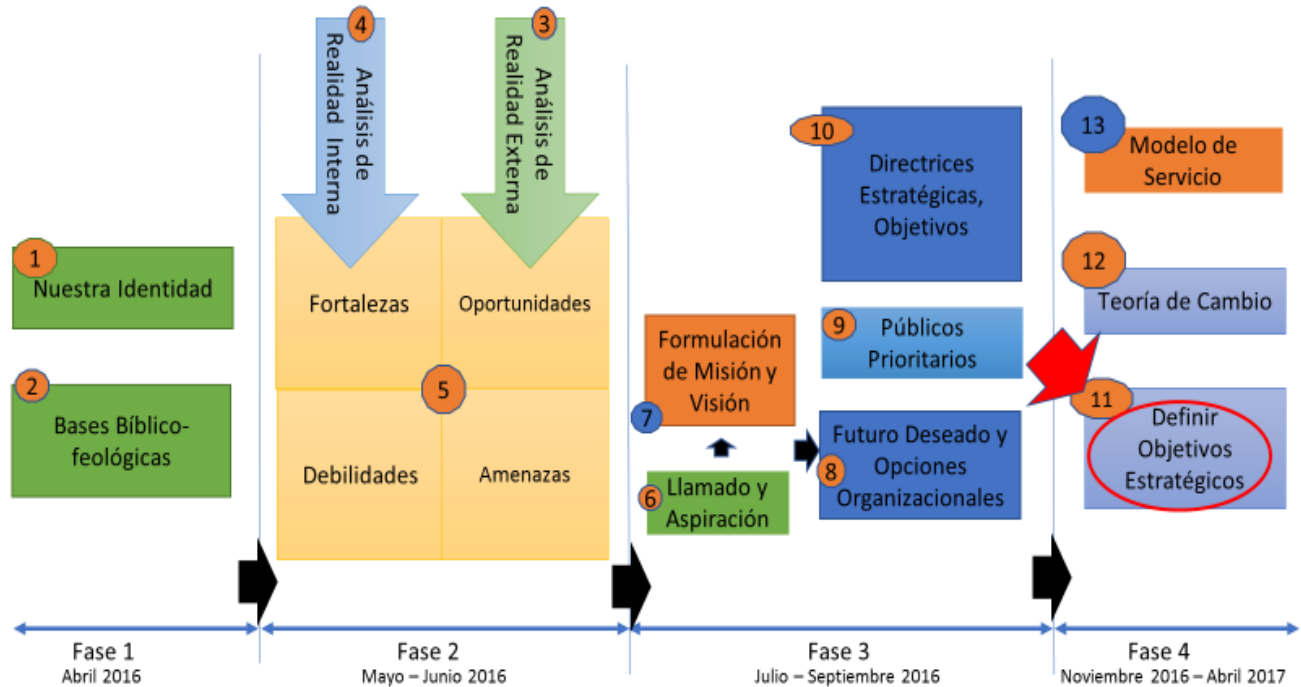 1
Nuestra Identidad
2
Bases Bíblico-
feológicas
4
Análisis de
Realidad Interna
3
Análisis de
Realidad Externa
Fortalezas
Oportunidades
5
Debilidades
Amenazas
Formulación
de Misión y
Visión
7
6
Llamado y
Aspiración
10
Directrices
Estratégicas,
Objetivos
9
Públicos
Prioritarios
Futuro Deseado y
Opciones
8
Organizacionales
13
Modelo de
Servicio
12
Teoría de Cambio
11
Definir
Objetivos
Estratégicos
Fase 1
Abril 2016
Fase 2
Mayo – Junio 2016
Fase 3
Julio – Septiembre 2016
Fase 4
Noviembre 2016 – Abril 2017